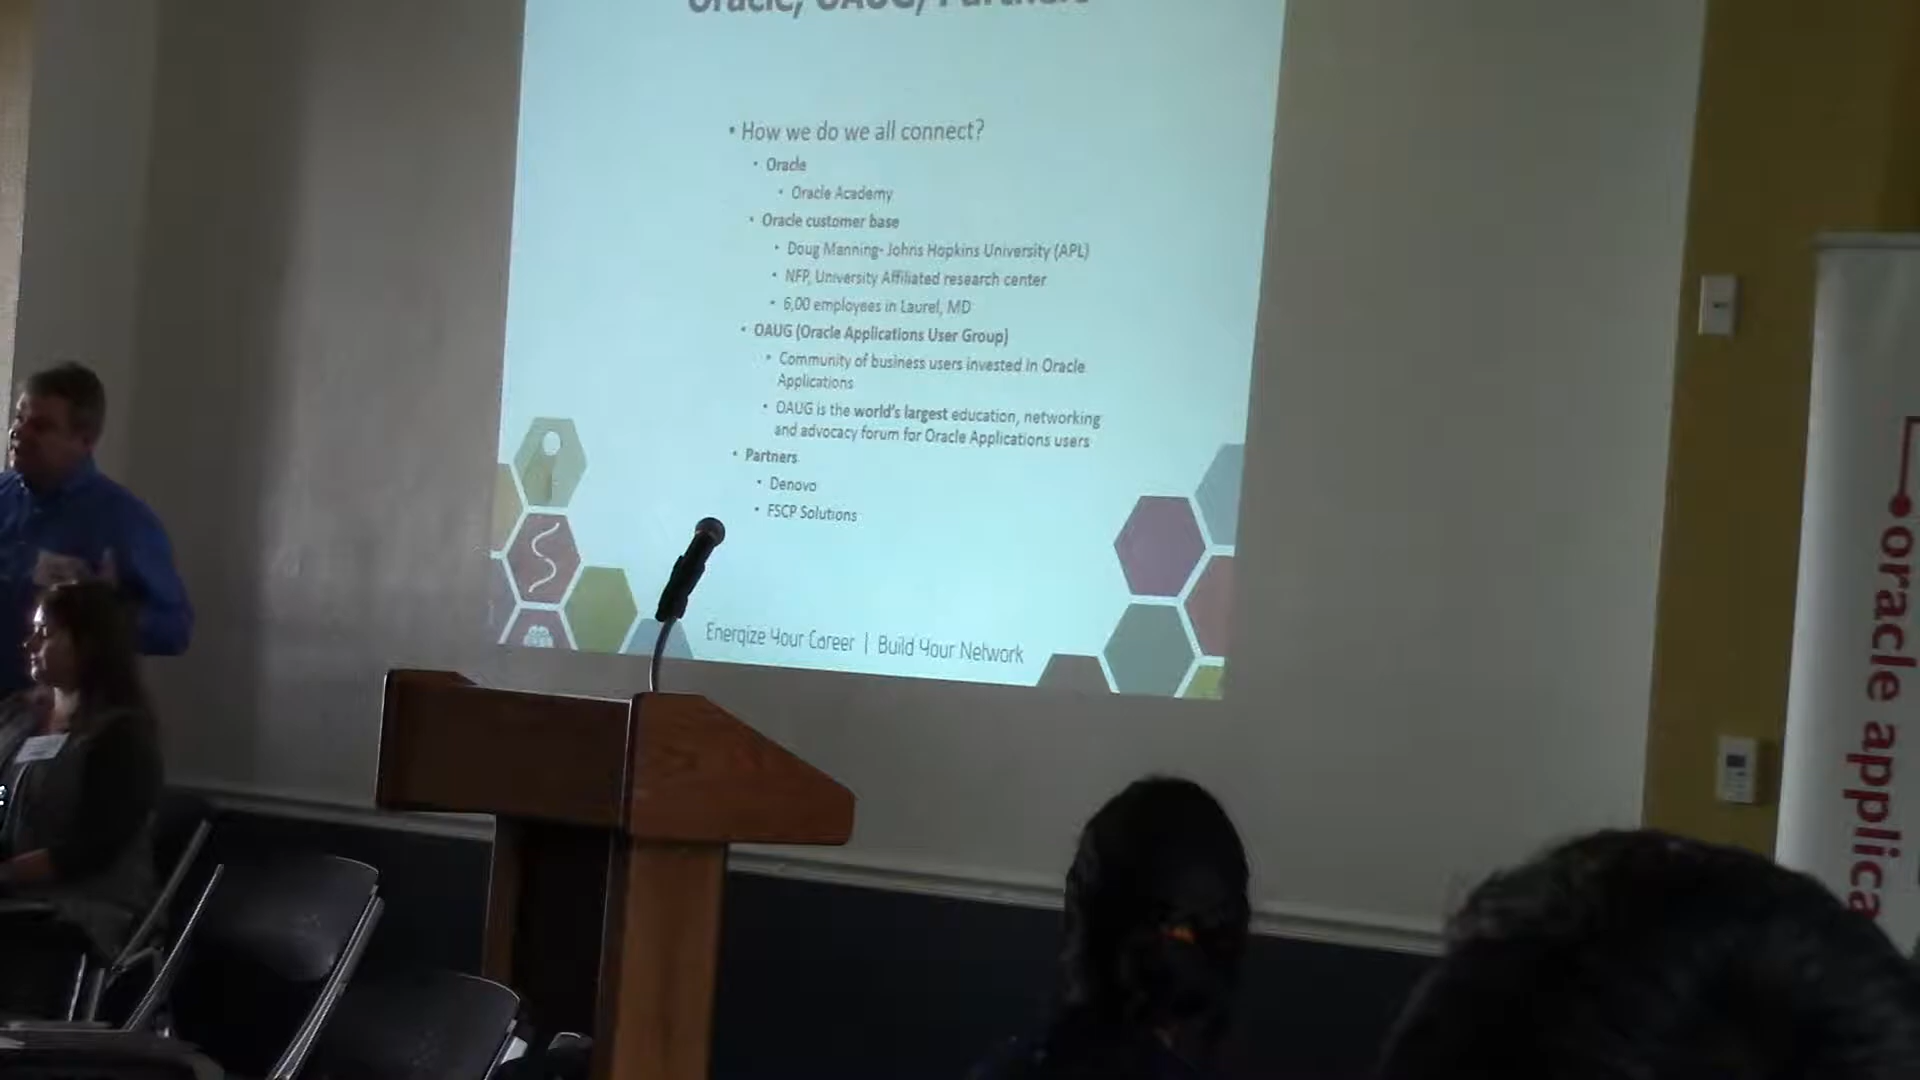 Oracle, OAUG, Partners
• How we do we all connect?
• Oracle
• Oracle Academy
• Oracle customer base
• Doug Manning- Johns Hopkins University (APL)
• NFP, University Affiliated research center
• 6,00 employees in Laurel, MD
• OAUG (Oracle Applications User Group)
• Community of business users invested in Oracle
Applications
• OAUG is the world's largest education, networking
and advocacy forum for Oracle Applications users
• Partners
• Denovo
• FSCP Solutions
Energize Your Career | Build Your Network
oracle applica